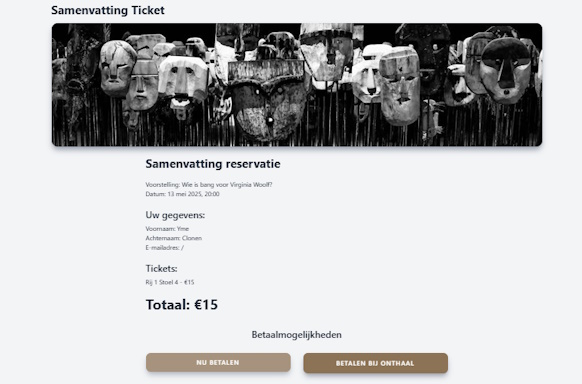 Samenvatting Ticket
Samenvatting reservatie
Voorstelling: Wie is bang voor Virginia Wooff?
Datum: 13 mei 2025, 20:00
Uw gegevens:
Voornaam: Yme
Achternaam: Clonen
E-mailadres: /
Tickets:
Rij 1 Stoel 4 - €15
Totaal: €15
Betaalmogelijkheden
NU BETALEN
BETALEN BIJ ONTHAAL